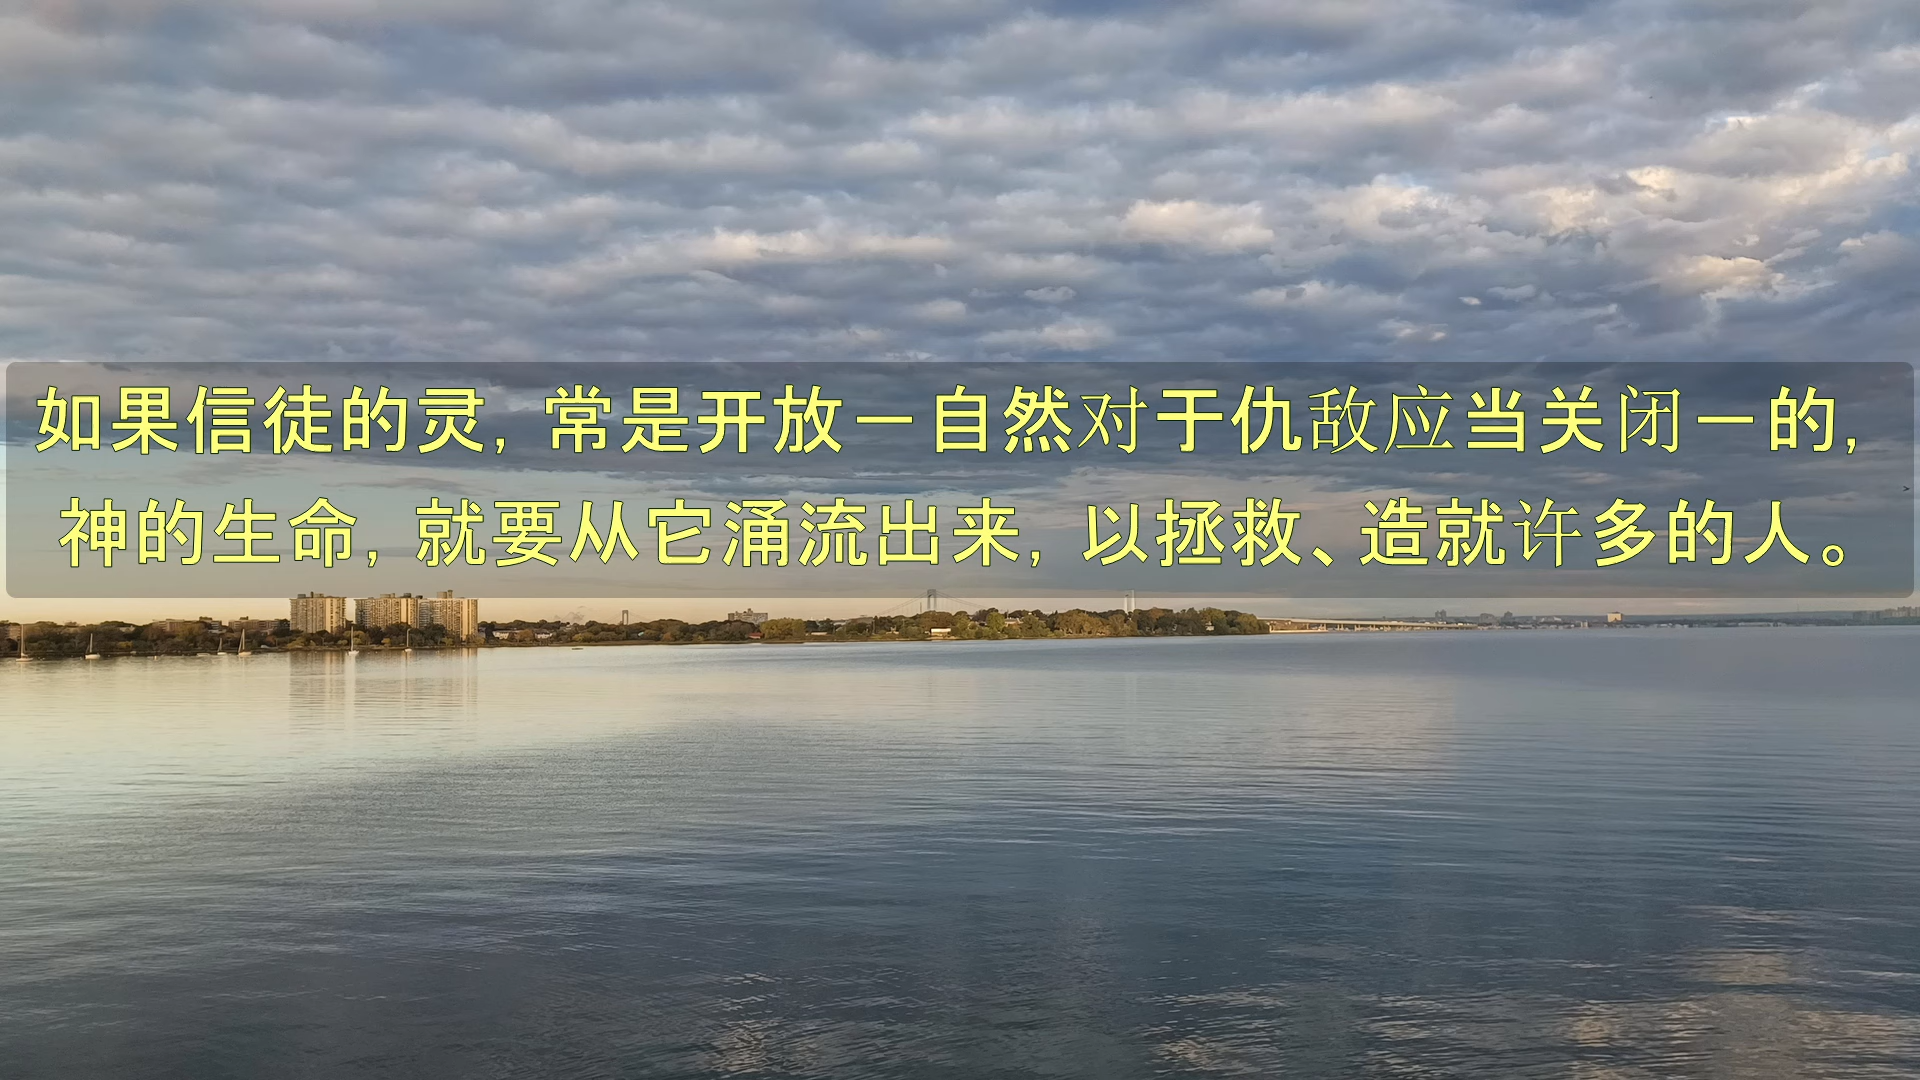 如果信徒的灵，常是开放－自然对于仇敌应当关闭－的，
神的生命，就要从它涌流出来，以拯救、造就许多的人。